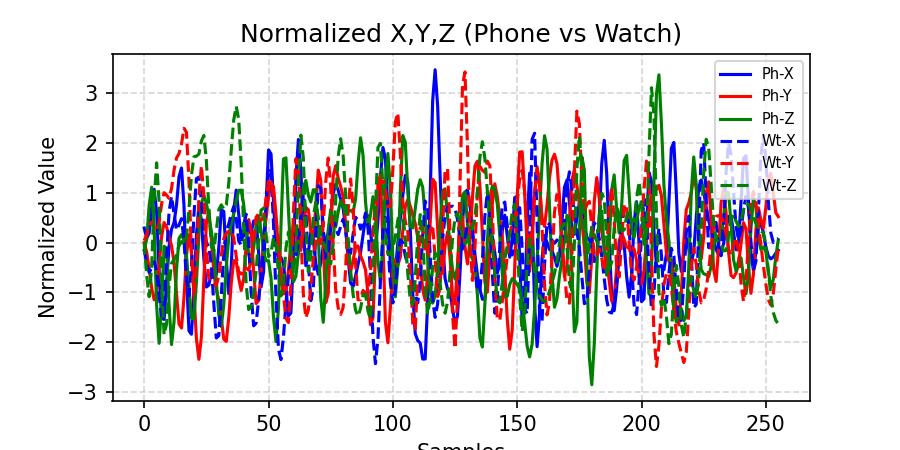 Normalized X,Y,Z (Phone vs Watch)
Normalized Value
3
2
1
0
−1
−2
−3
0 50 100 150 200 250
Samples
Ph-X
Ph-Y
Ph-Z
Wt-X
Wt-Y
Wt-Z